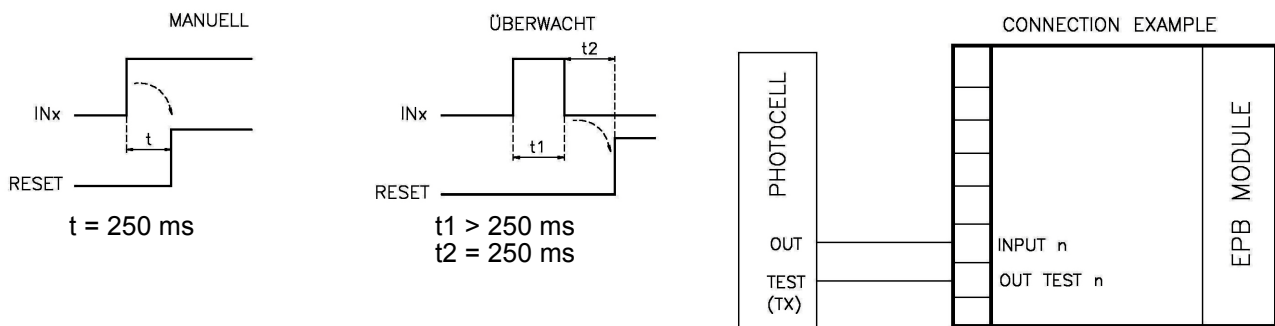 MANUELL
INx
t
RESET
t = 250 ms
ÜBERWACHT
t2
INx
t1
RESET
t1 > 250 ms
t2 = 250 ms
CONNECTION EXAMPLE
PHOTOCELL
OUT
TEST
(TX)
INPUT n
OUT TEST n
EPB MODULE